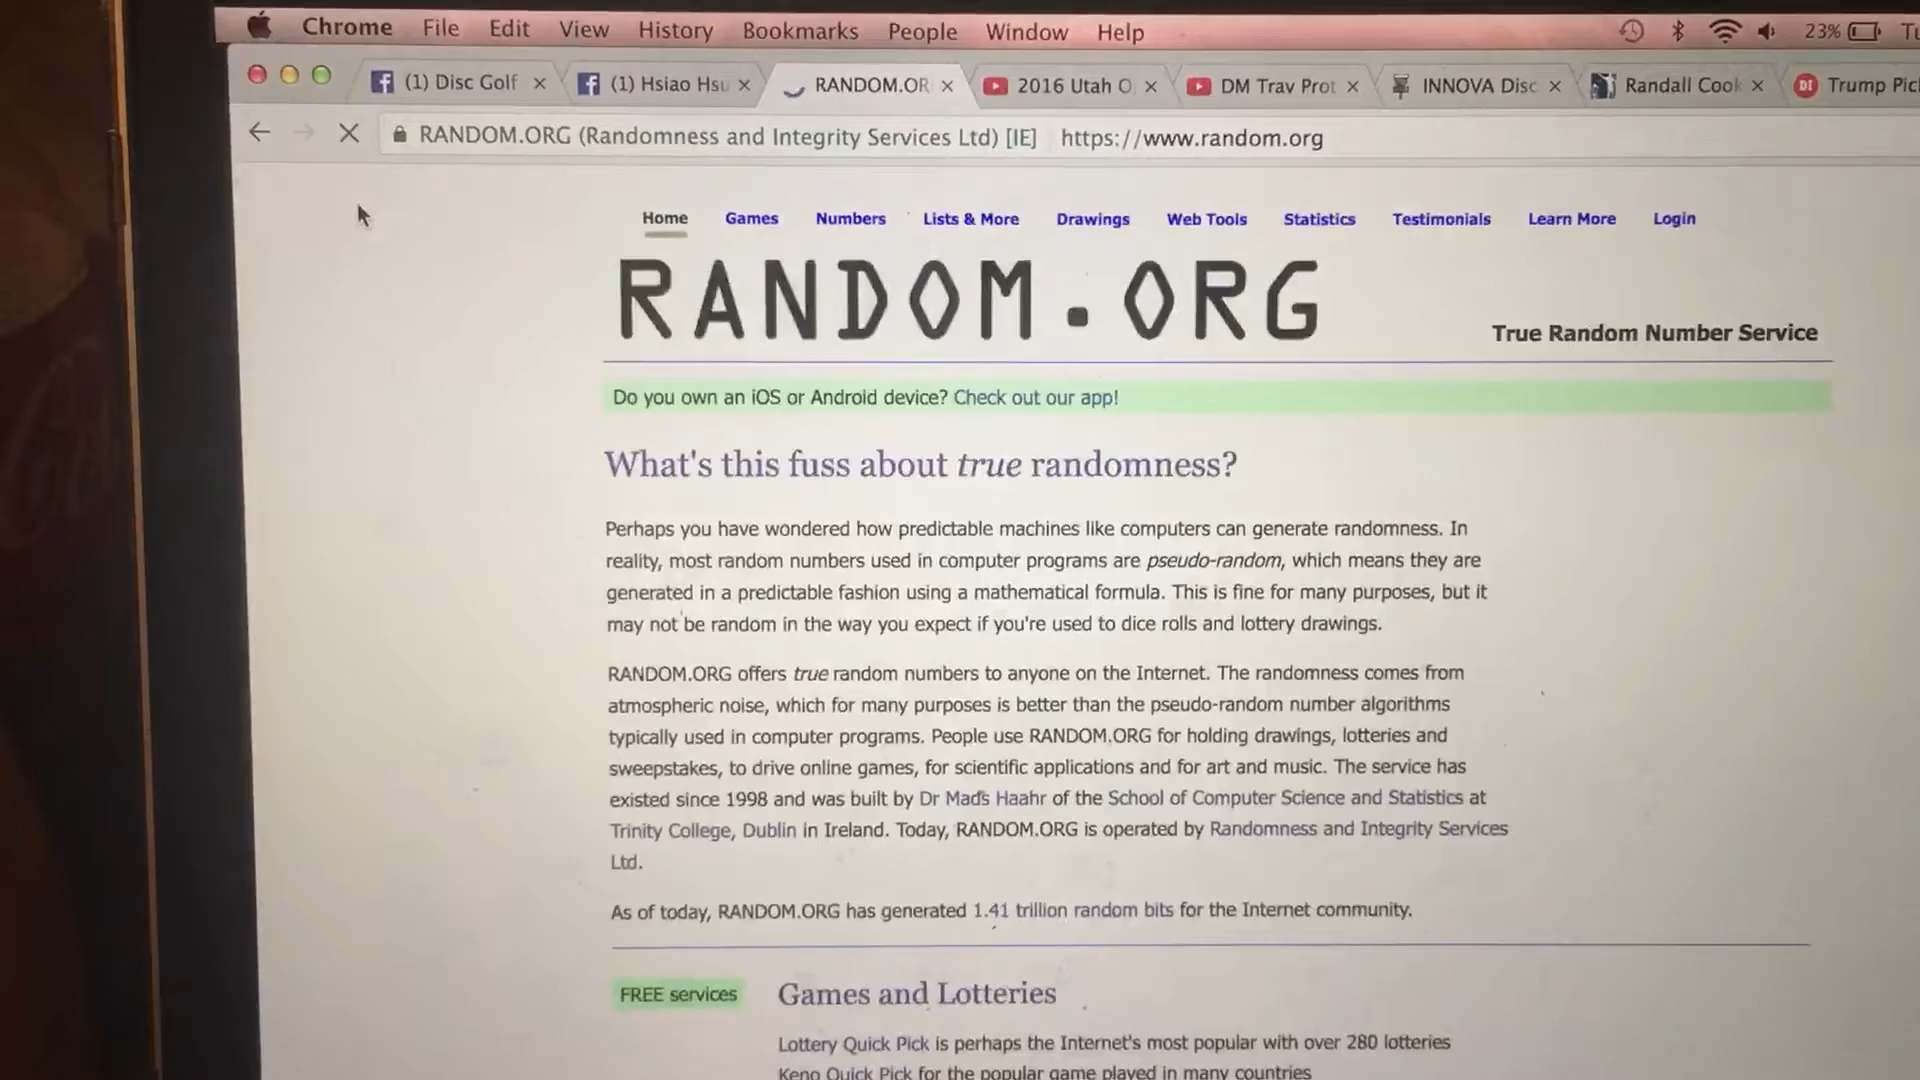 Chrome File Edit View History Bookmarks People Window Help 23%
(1) Disc Golf (1) Hsiao Hsu RANDOM.OR 2016 Utah O DM Trav Prot INNOVA Disc Randall Cook DI Trump Pic
RANDOM.ORG (Randomness and Integrity Services Ltd) [IE] https://www.random.org
Home Games Numbers Lists & More Drawings Web Tools Statistics Testimonials Learn More Login
RANDOM.ORG
True Random Number Service
Do you own an iOS or Android device? Check out our app!
What's this fuss about true randomness?
Perhaps you have wondered how predictable machines like computers can generate randomness. In
reality, most random numbers used in computer programs are pseudo-random, which means they are
generated in a predictable fashion using a mathematical formula. This is fine for many purposes, but it
may not be random in the way you expect if you're used to dice rolls and lottery drawings.
RANDOM.ORG offers true random numbers to anyone on the Internet. The randomness comes from
atmospheric noise, which for many purposes is better than the pseudo-random number algorithms
typically used in computer programs. People use RANDOM.ORG for holding drawings, lotteries and
sweepstakes, to drive online games, for scientific applications and for art and music. The service has
existed since 1998 and was built by Dr Mads Haahr of the School of Computer Science and Statistics at
Trinity College, Dublin in Ireland. Today, RANDOM.ORG is operated by Randomness and Integrity Services
Ltd.
As of today, RANDOM.ORG has generated 1.41 trillion random bits for the Internet community.
FREE services Games and Lotteries
Lottery Quick Pick is perhaps the Internet's most popular with over 280 lotteries
Keno Quick Pick for the popular game played in many countries